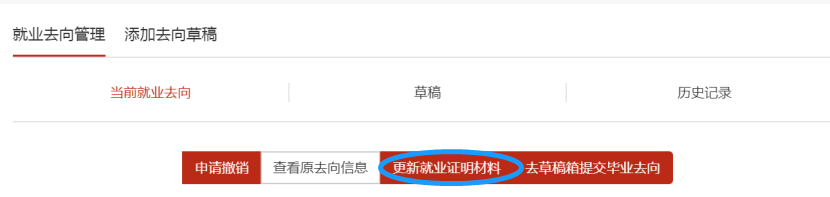 就业去向管理 添加去向草稿
当前就业去向 草稿 历史记录
申请撤销 查看原去向信息 更新就业证明材料 去草稿箱提交毕业去向